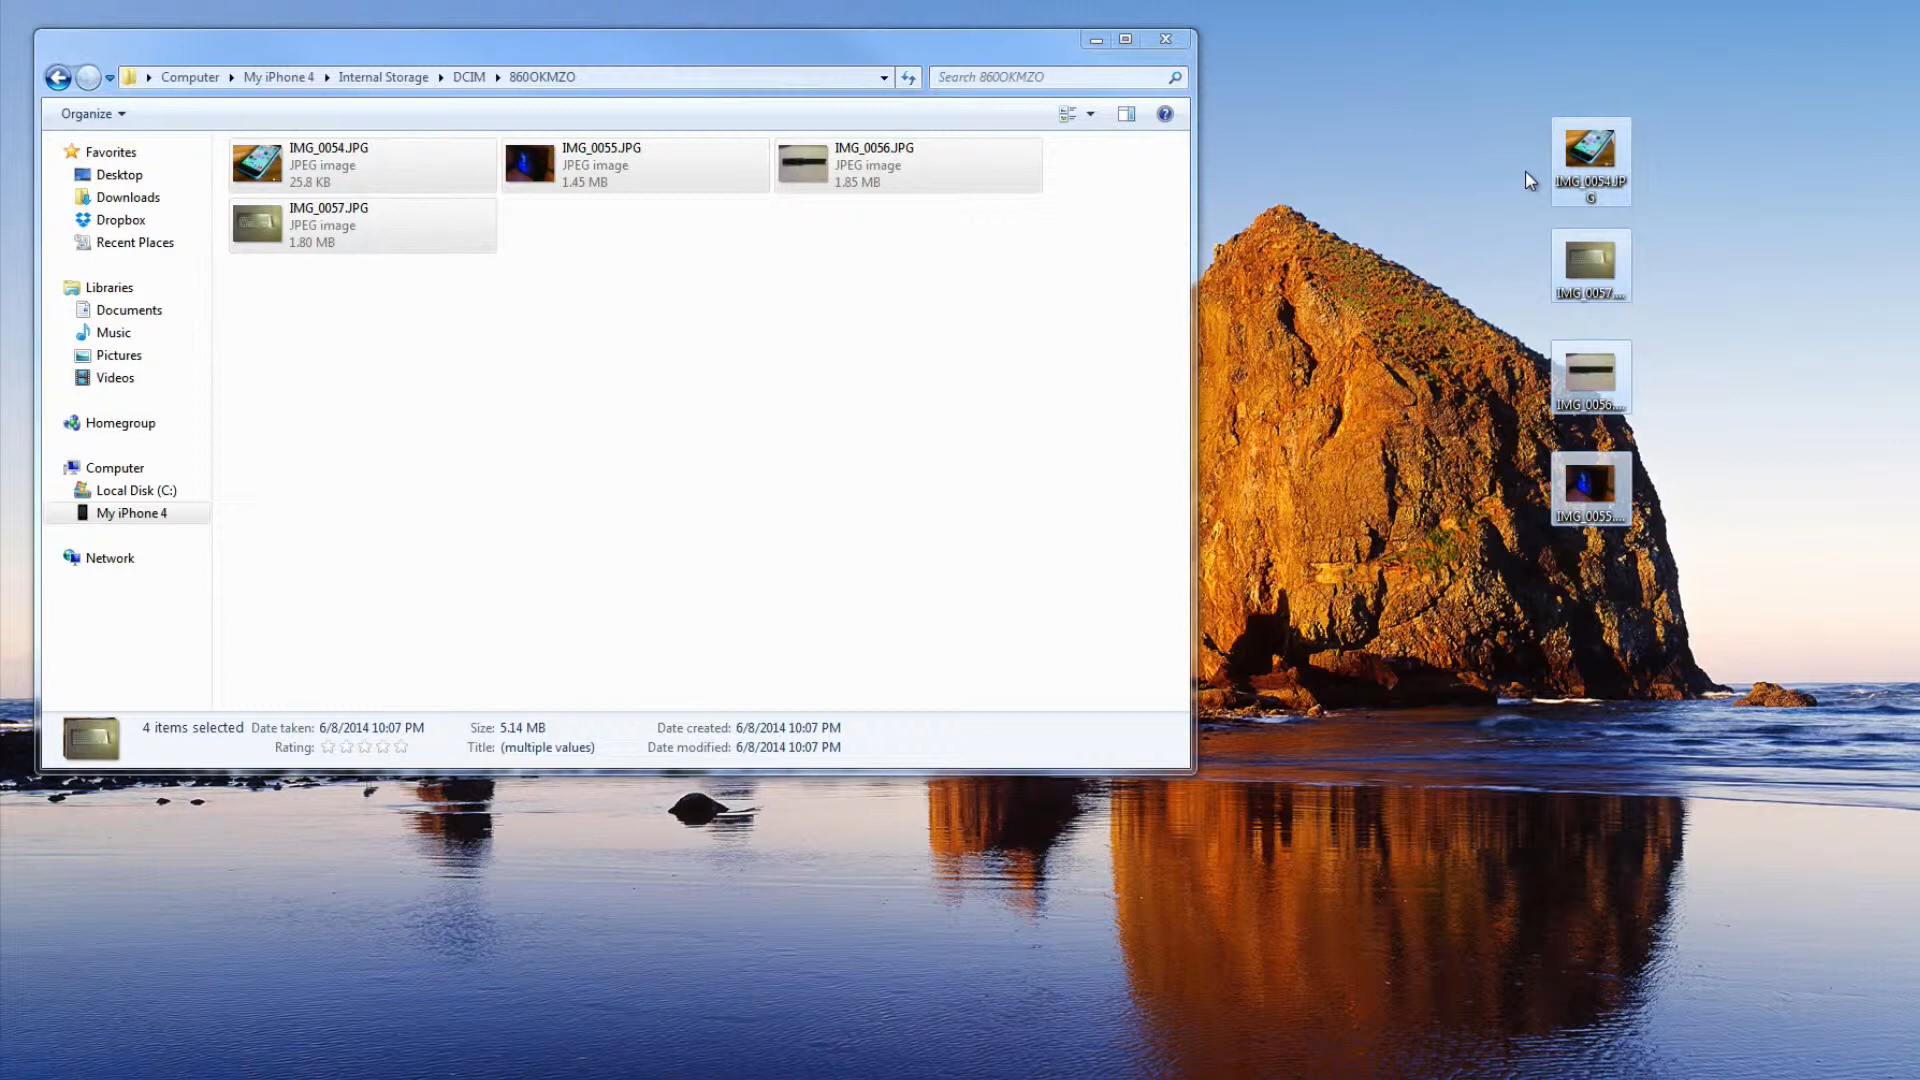 Computer My iPhone 4 Internal Storage DCIM 860OKMZO Search 860OKMZO
Organize
Favorites
Desktop
Downloads
Dropbox
Recent Places
Libraries
Documents
Music
Pictures
Videos
Homegroup
Computer
Local Disk (C:)
My iPhone 4
Network
IMG_0054.JPG
JPEG image
25.8 KB
IMG_0055.JPG
JPEG image
1.45 MB
IMG_0056.JPG
JPEG image
1.85 MB
IMG_0057.JPG
JPEG image
1.80 MB
4 items selected Date taken: 6/8/2014 10:07 PM Size: 5.14 MB Date created: 6/8/2014 10:07 PM
Rating: Title: (multiple values) Date modified: 6/8/2014 10:07 PM
IMG_0054.JP
G
IMG_0057....
IMG_0056....
IMG_0055....